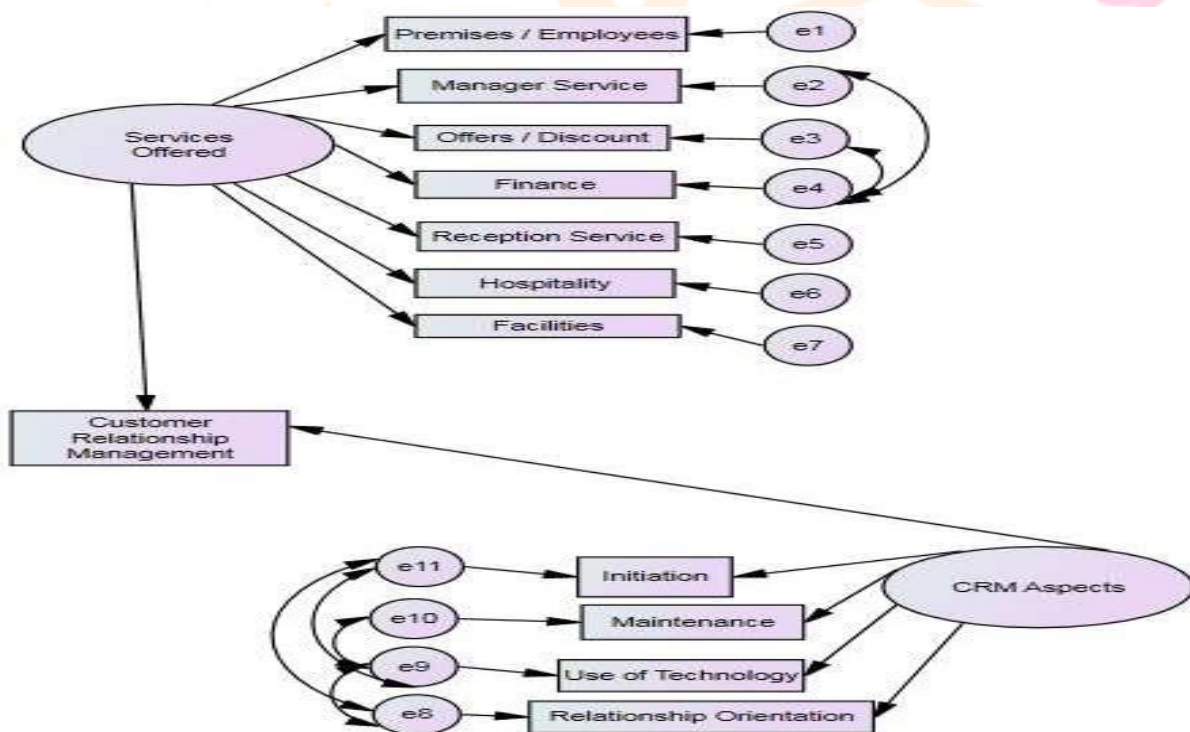 Premises / Employees
e1
Manager Service
e2
Services
Offered
Offers / Discount
e3
Finance
e4
Reception Service
e5
Hospitality
e6
Facilities
e7
Customer
Relationship
Management
e11
Initiation
CRM Aspects
e10
Maintenance
e9
Use of Technology
e8
Relationship Orientation